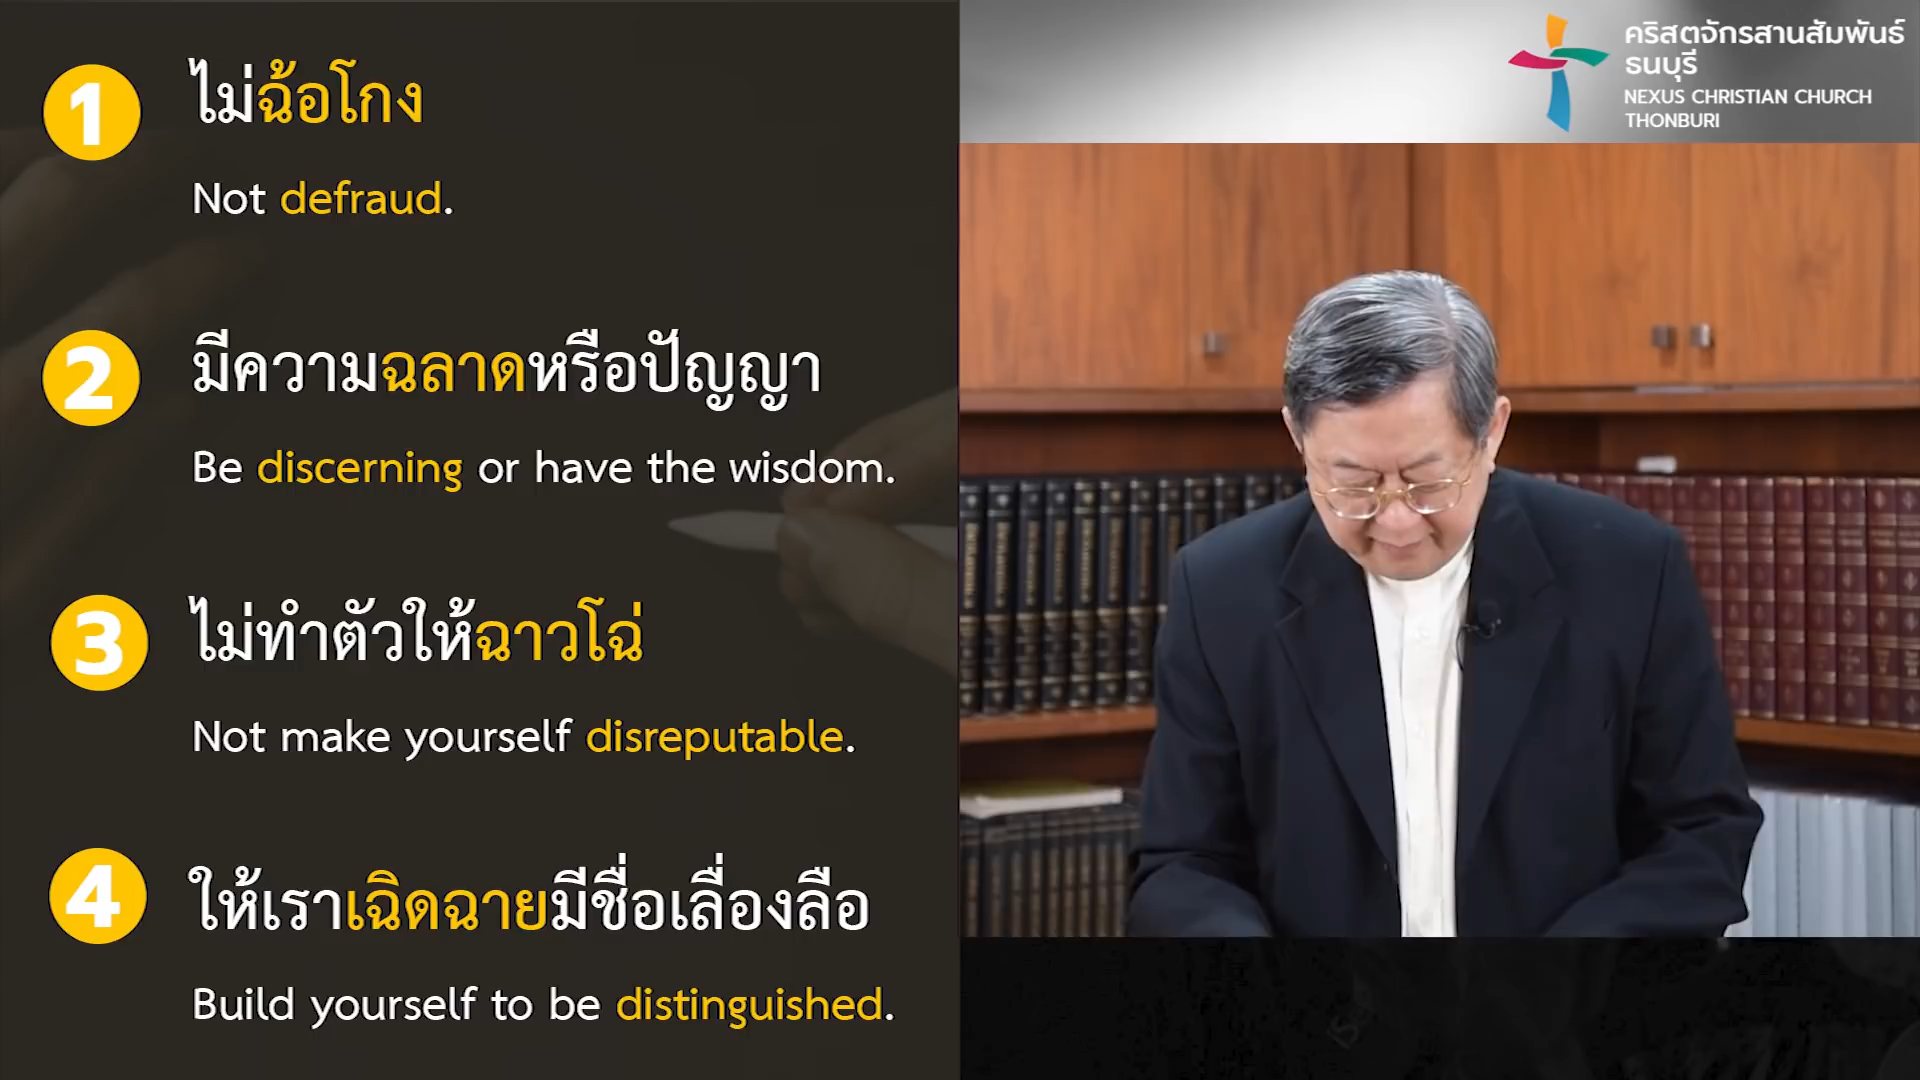 1
ไม่ฉ้อโกง
Not defraud.
2
มีความฉลาดหรือปัญญา
Be discerning or have the wisdom.
3
ไม่ทำตัวให้ฉาวโฉ่
Not make yourself disreputable.
4
ให้เราเฉิดฉายมีชื่อเลื่องลือ
Build yourself to be distinguished.
คริสตจักรสานสัมพันธ์
ธนบุรี
NEXUS CHRISTIAN CHURCH
THONBURI